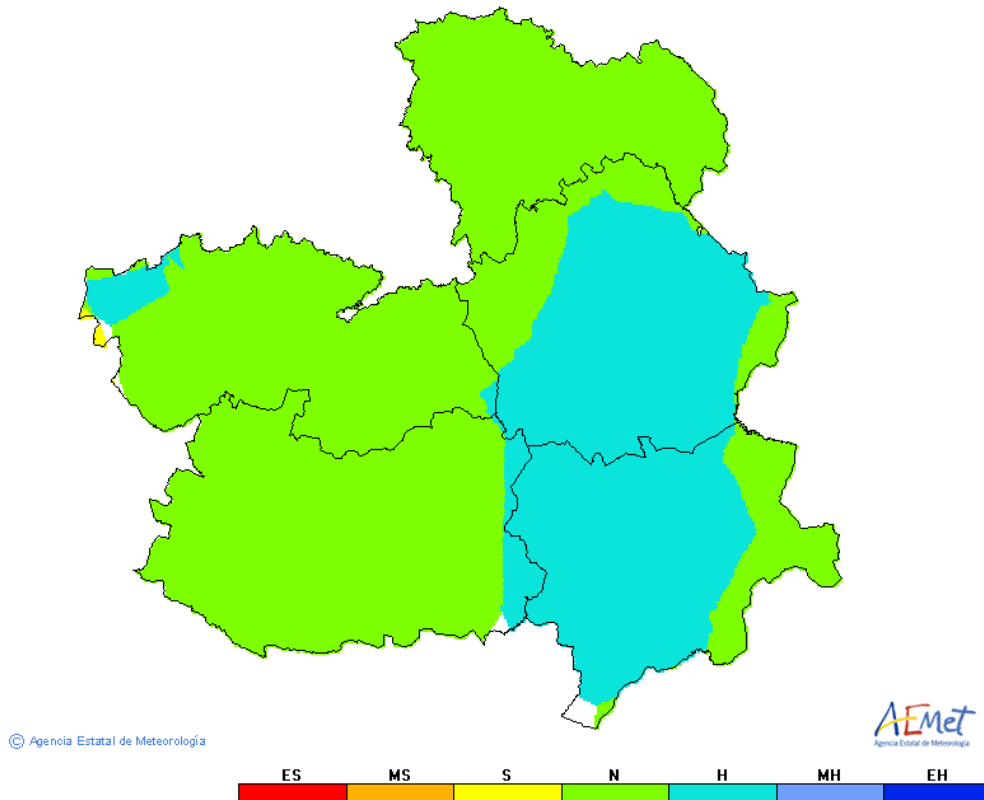 AEMet
Agencia Estatal de Meteorología
© Agencia Estatal de Meteorología
ES MS S N H MH EH